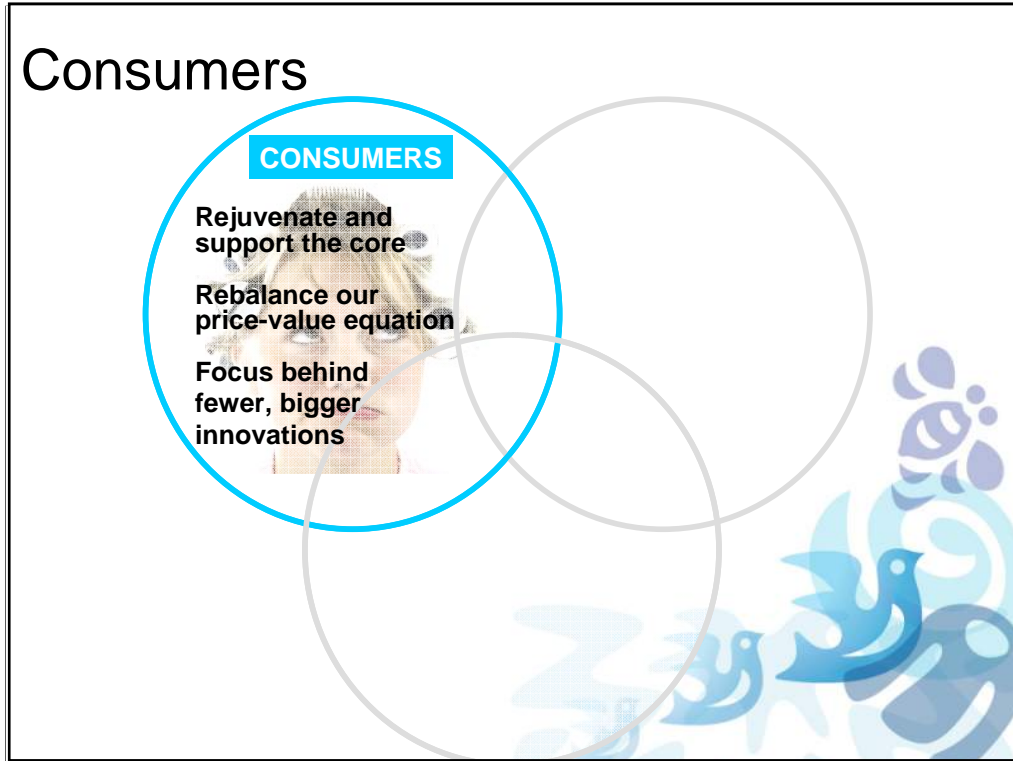 Consumers
CONSUMERS
Rejuvenate and
support the core
Rebalance our
price-value equation
Focus behind
fewer, bigger
innovations